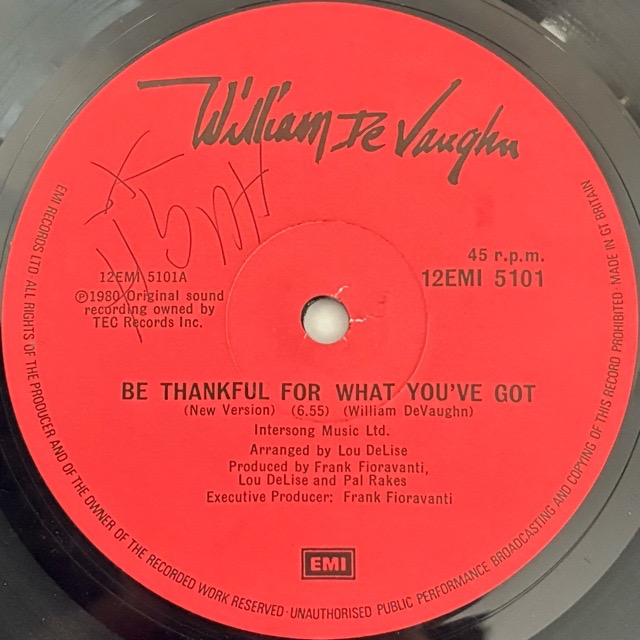 William De Vaughn
45 r.p.m.
12EMI 5101
12EMI 5101A
℗1980 Original sound
recording owned by
TEC Records Inc.
BE THANKFUL FOR WHAT YOU'VE GOT
(New Version) (6.55) (William DeVaughn)
Intersong Music Ltd.
Arranged by Lou DeLise
Produced by Frank Fioravanti,
Lou DeLise and Pal Rakes
Executive Producer: Frank Fioravanti
EMI
EMI RECORDS LTD ALL RIGHTS OF THE PRODUCER AND OF THE OWNER OF THE RECORDED WORK RESERVED·UNAUTHORISED PUBLIC PERFORMANCE BROADCASTING AND COPYING OF THIS RECORD PROHIBITED·MADE IN GT BRITAIN